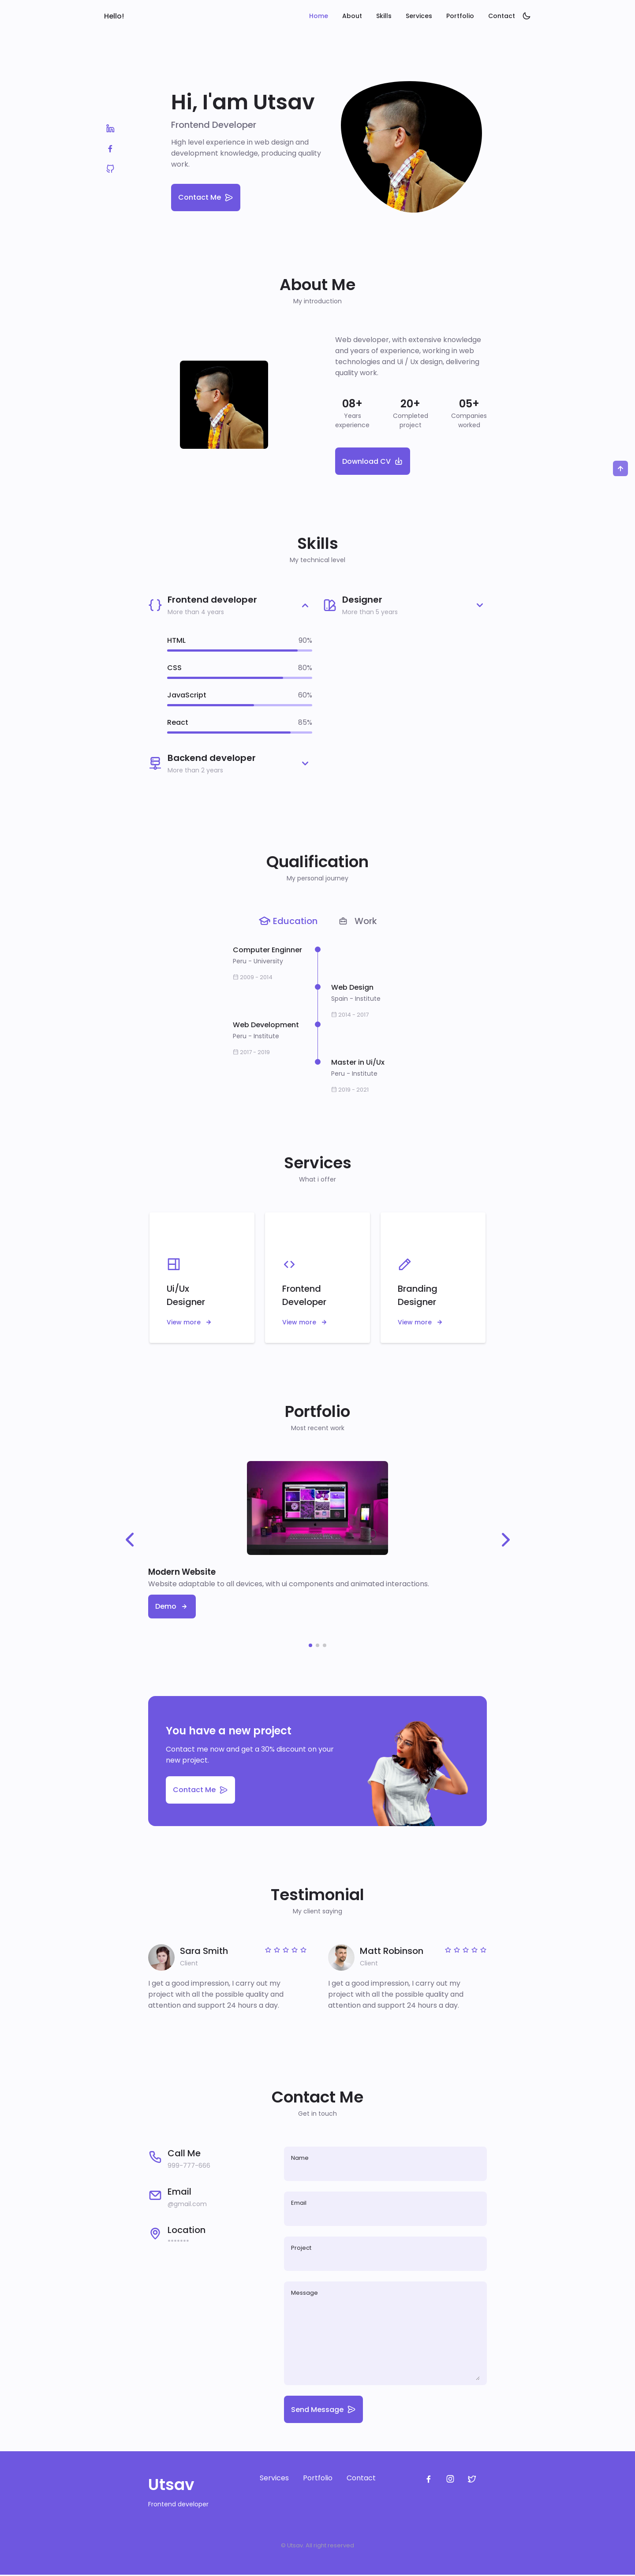 Hello!
Home
About
Skills
Services
Portfolio
Contact
Hi, I'am Utsav
Frontend Developer
High level experience in web design and
development knowledge, producing quality
work.
Contact Me
About Me
My introduction
Web developer, with extensive knowledge
and years of experience, working in web
technologies and Ui / Ux design, delivering
quality work.
08+
Years
experience
20+
Completed
project
05+
Companies
worked
Download CV
Skills
My technical level
Frontend developer
More than 4 years
HTML
90%
CSS
80%
JavaScript
60%
React
85%
Backend developer
More than 2 years
Designer
More than 5 years
Qualification
My personal journey
Education
Work
Computer Enginner
Peru - University
2009 - 2014
Web Design
Spain - Institute
2014 - 2017
Web Development
Peru - Institute
2017 - 2019
Master in Ui/Ux
Peru - Institute
2019 - 2021
Services
What i offer
Ui/Ux
Designer
View more
Frontend
Developer
View more
Branding
Designer
View more
Portfolio
Most recent work
Modern Website
Website adaptable to all devices, with ui components and animated interactions.
Demo
You have a new project
Contact me now and get a 30% discount on your
new project.
Contact Me
Testimonial
My client saying
Sara Smith
Client
I get a good impression, I carry out my
project with all the possible quality and
attention and support 24 hours a day.
Matt Robinson
Client
I get a good impression, I carry out my
project with all the possible quality and
attention and support 24 hours a day.
Contact Me
Get in touch
Call Me
999-777-666
Email
@gmail.com
Location
*******
Name
Email
Project
Message
Send Message
Utsav
Frontend developer
Services
Portfolio
Contact
© Utsav. All right reserved